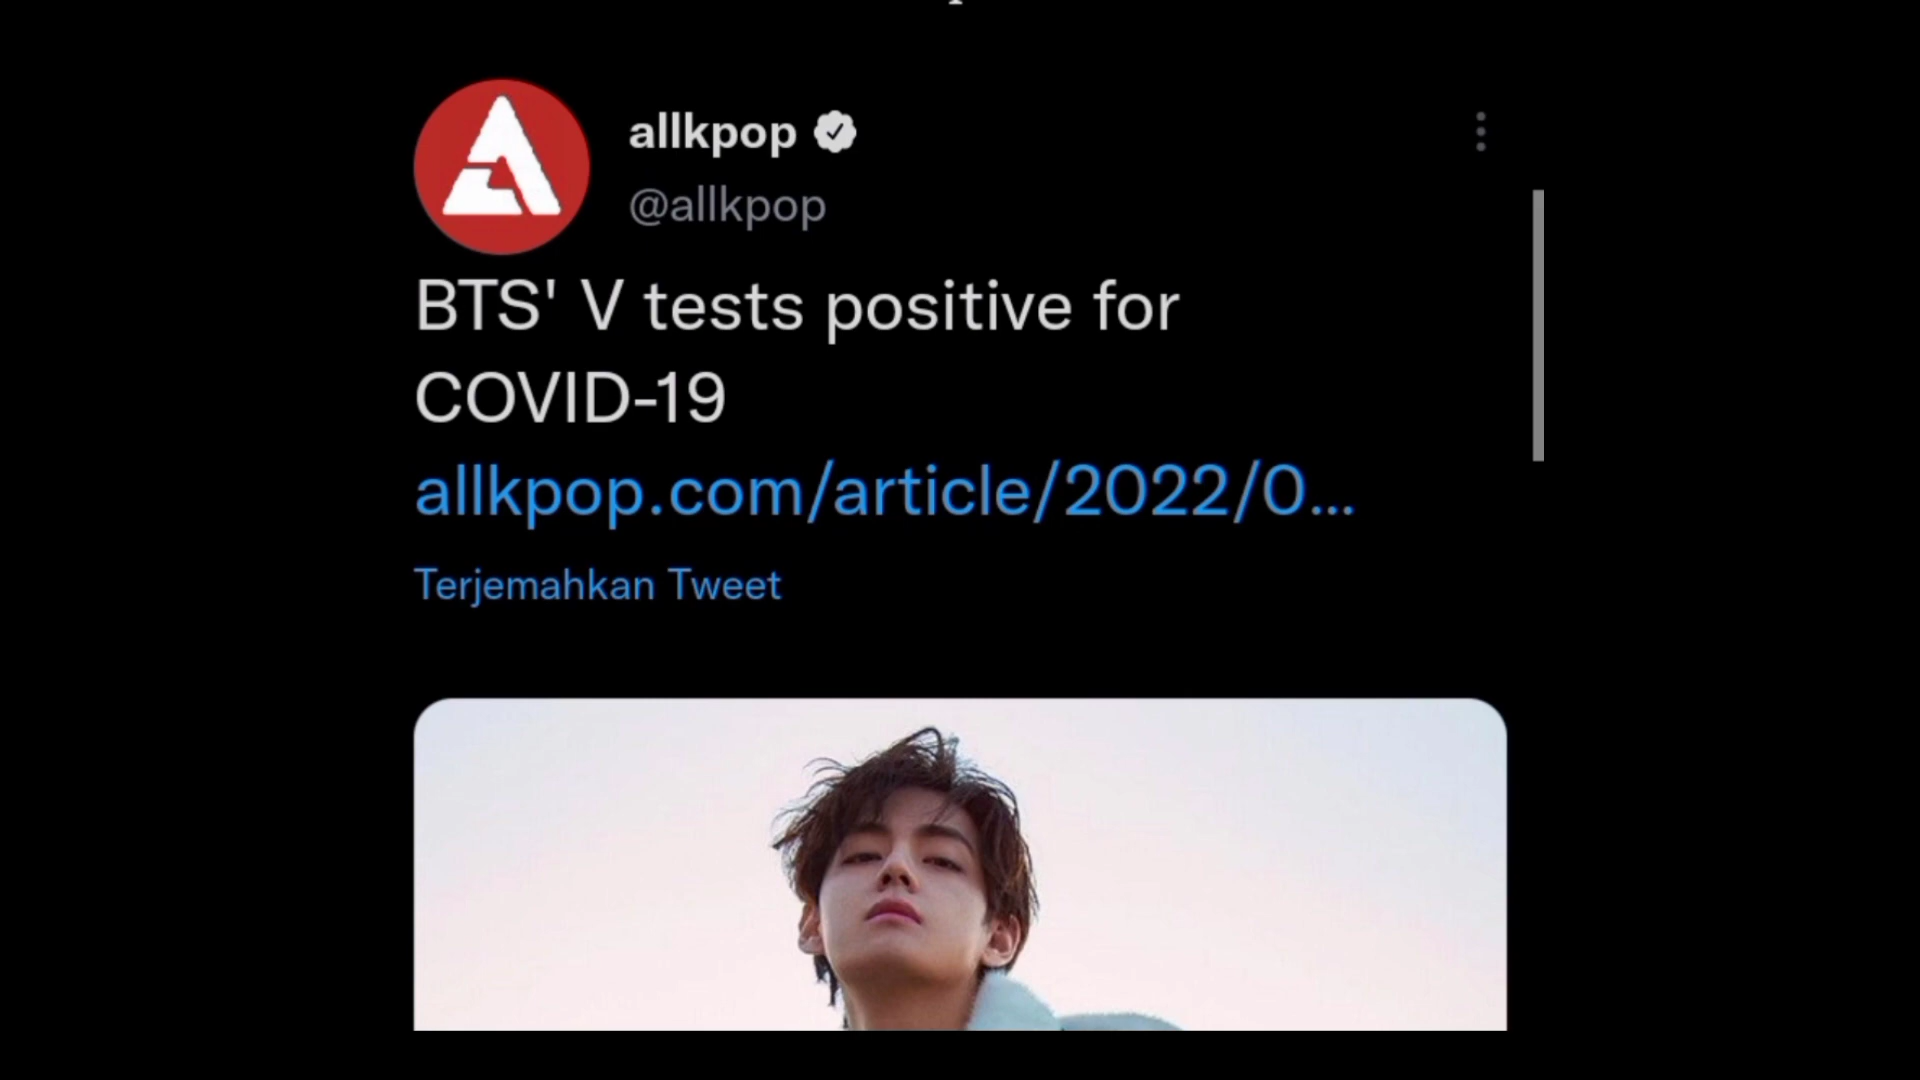 allkpop
@allkpop
BTS' V tests positive for
COVID-19
allkpop.com/article/2022/0...
Terjemahkan Tweet